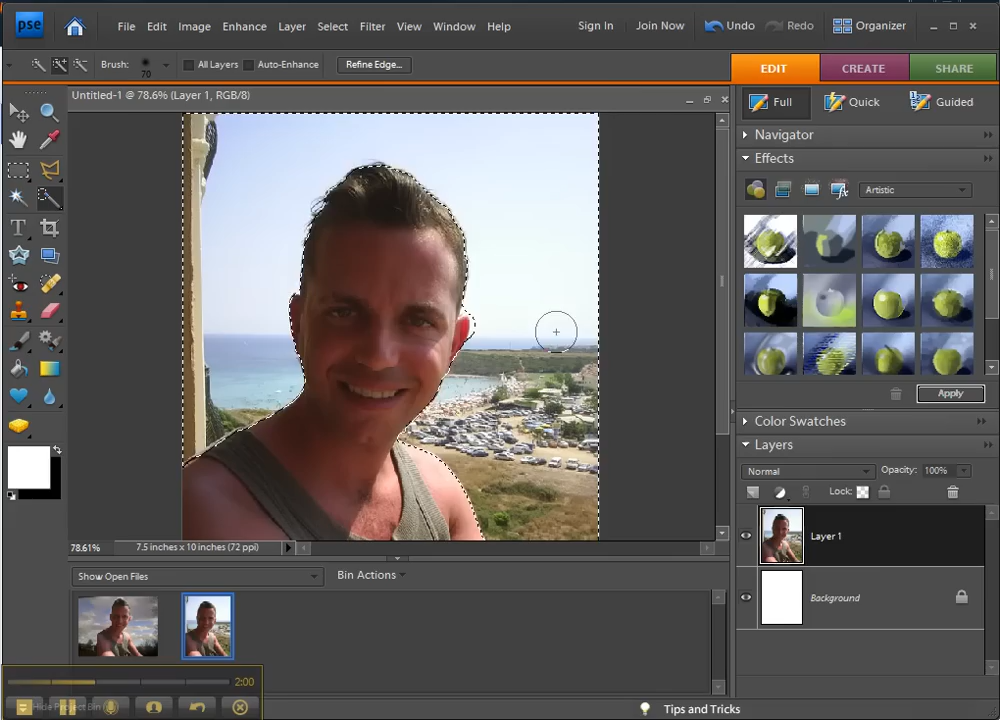 pse File Edit Image Enhance Layer Select Filter View Window Help Sign In Join Now Undo Redo Organizer
Brush: 70 All Layers Auto-Enhance Refine Edge... EDIT CREATE SHARE
Untitled-1 @ 78.6% (Layer 1, RGB/8)
Full Quick Guided
Navigator
Effects
Artistic
Apply
Color Swatches
Layers
Normal Opacity: 100%
Lock:
Layer 1
Background
78.61% 7.5 inches x 10 inches (72 ppi)
Show Open Files Bin Actions
2:00
Hide Project Bin
Tips and Tricks